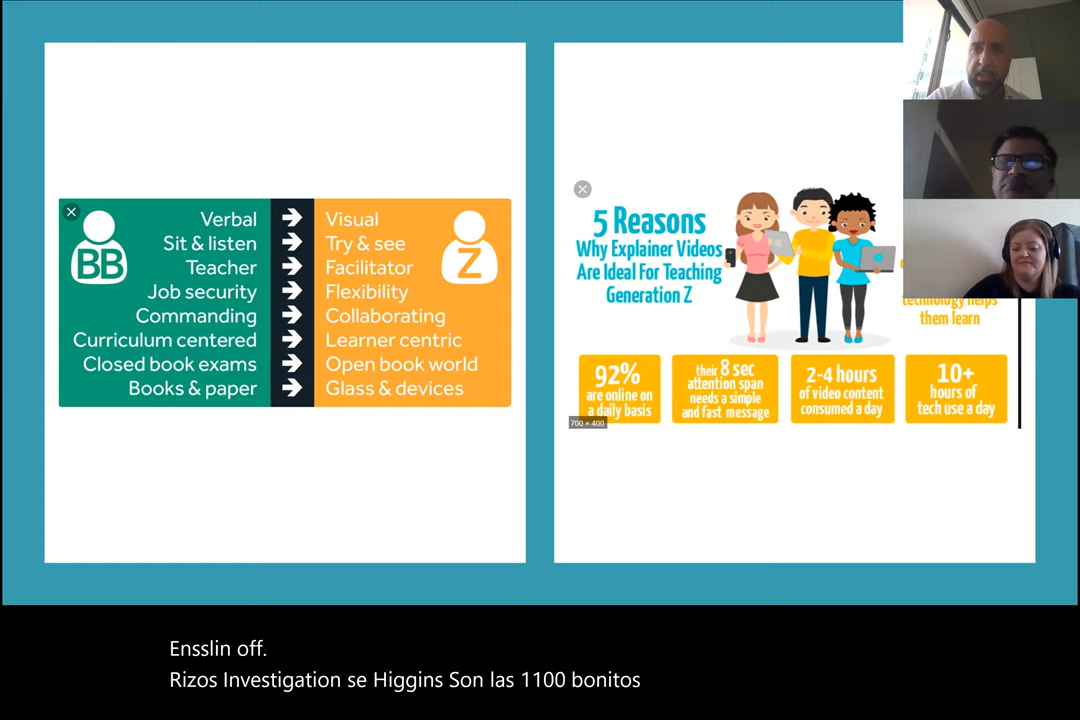 BB
Verbal → Visual
Sit & listen → Try & see
Teacher → Facilitator
Job security → Flexibility
Commanding → Collaborating
Curriculum centered → Learner centric
Closed book exams → Open book world
Books & paper → Glass & devices
Z
5 Reasons
Why Explainer Videos
Are Ideal For Teaching
Generation Z
technology helps
them learn
92%
are online on
a daily basis
their 8 sec
attention span
needs a simple
and fast message
2-4 hours
of video content
consumed a day
10+
hours of
tech use a day
700 × 400
Ensslin off.
Rizos Investigation se Higgins Son las 1100 bonitos